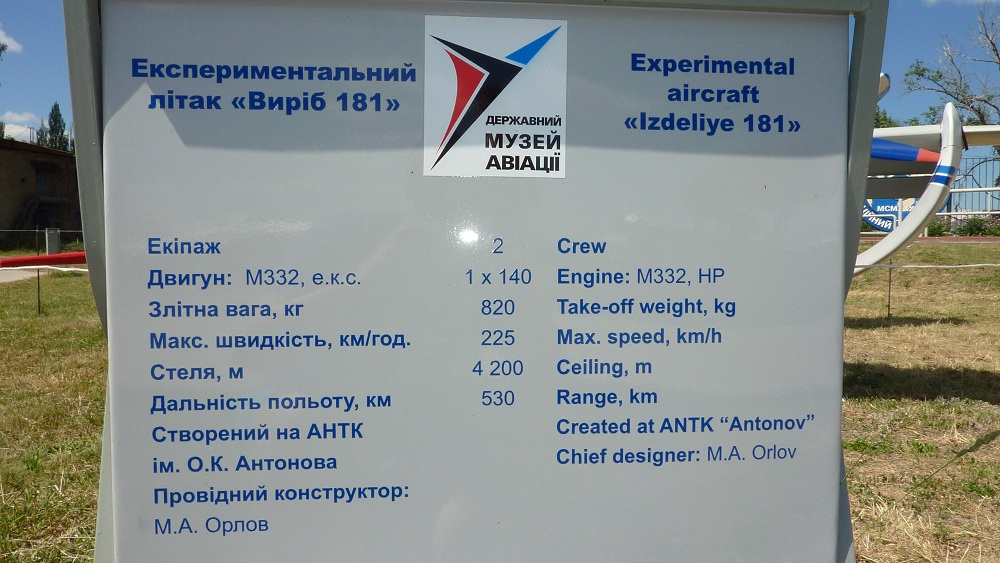 Експериментальний
літак «Виріб 181»
ДЕРЖАВНИЙ
МУЗЕЙ
АВІАЦІЇ
Experimental
aircraft
«Izdeliye 181»
Екіпаж 2 Crew
Двигун: М332, е.к.с. 1 x 140 Engine: M332, HP
Злітна вага, кг 820 Take-off weight, kg
Макс. швидкість, км/год. 225 Max. speed, km/h
Стеля, м 4 200 Ceiling, m
Дальність польоту, км 530 Range, km
Створений на АНТК
ім. О.К. Антонова
Провідний конструктор:
М.А. Орлов
Created at ANTK “Antonov”
Chief designer: M.A. Orlov
МСМ